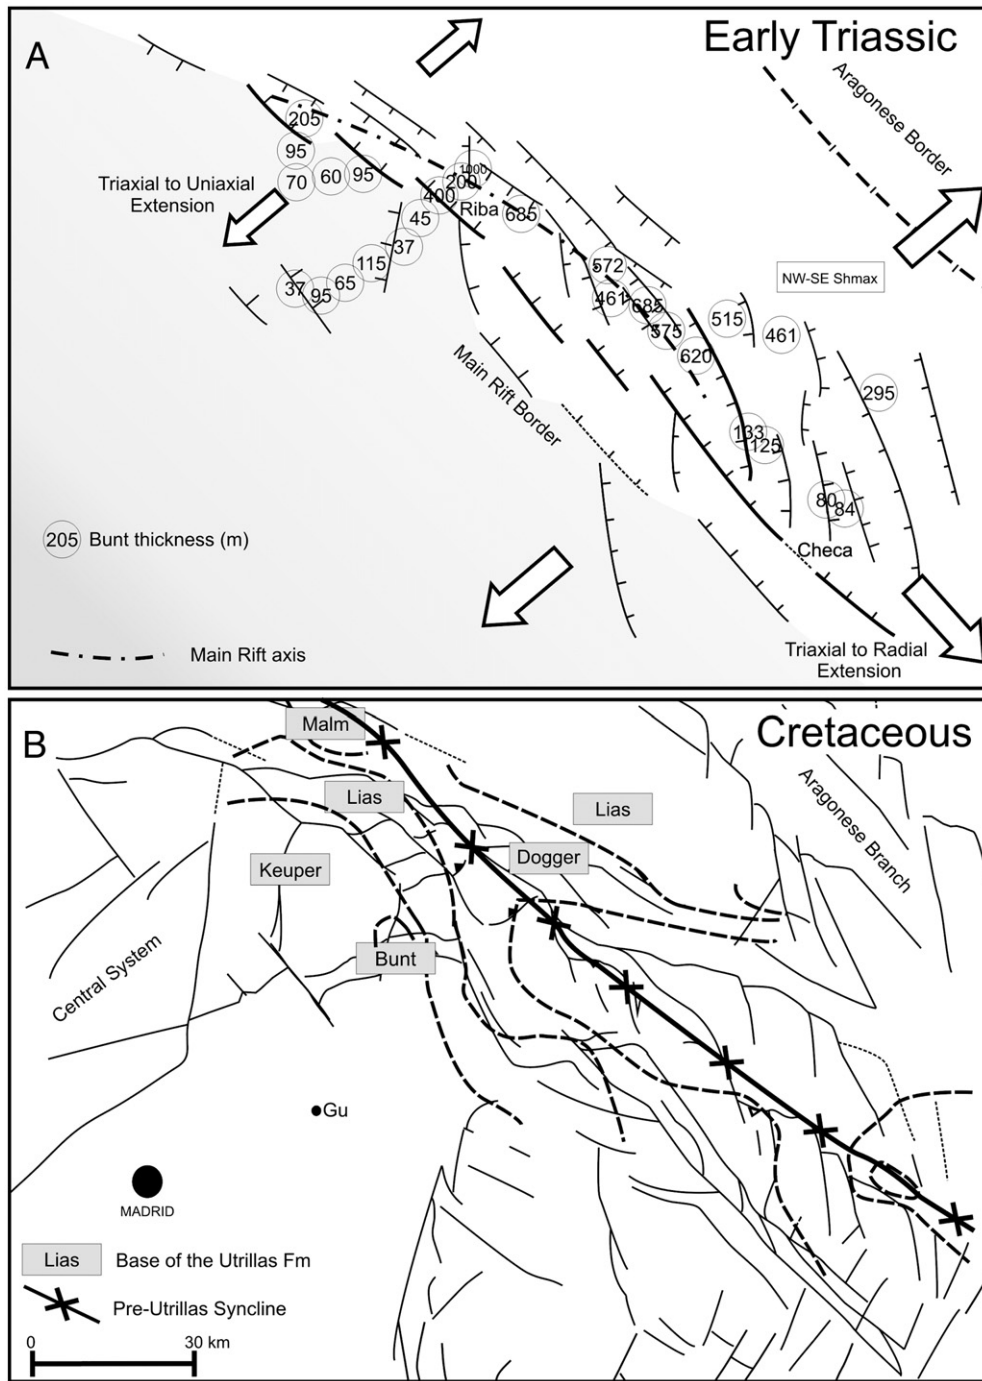 A
Early Triassic
Aragonese Border
205
95
70
60
95
Triaxial to Uniaxial
Extension
1000
200
400
Riba
685
45
37
115
65
95
37
572
461
685
575
620
515
461
295
NW-SE Shmax
Main Rift Border
133
125
80
84
Checa
205
Bunt thickness (m)
Main Rift axis
Triaxial to Radial
Extension
B
Cretaceous
Malm
Lias
Lias
Aragonese Branch
Keuper
Dogger
Bunt
Central System
Gu
MADRID
Lias
Base of the Utrillas Fm
Pre-Utrillas Syncline
0
30 km